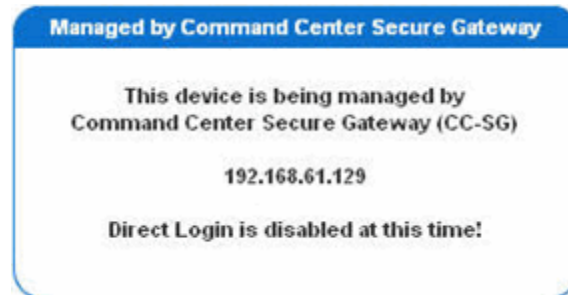 Managed by Command Center Secure Gateway
This device is being managed by
Command Center Secure Gateway (CC-SG)
192.168.61.129
Direct Login is disabled at this time!